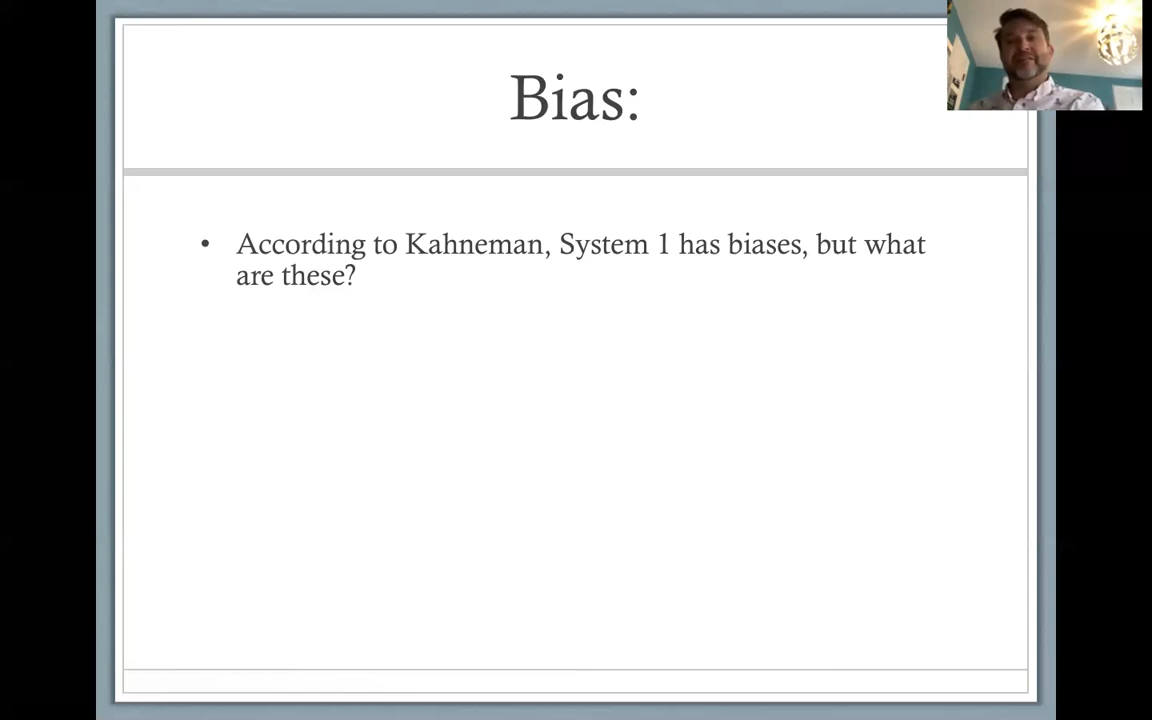 Bias:
• According to Kahneman, System 1 has biases, but what
are these?